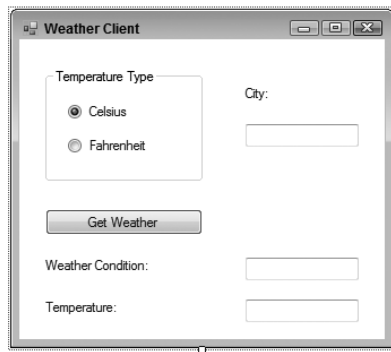 Weather Client
Temperature Type
Celsius
Fahrenheit
City:
Get Weather
Weather Condition:
Temperature: